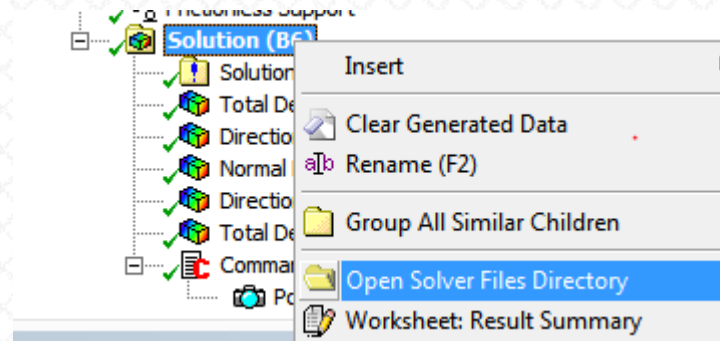 Frictionless Support
Solution (B6)
Solution
Total De
Directio
Normal
Directio
Total De
Comma
Po
Insert
Clear Generated Data
Rename (F2)
Group All Similar Children
Open Solver Files Directory
Worksheet: Result Summary